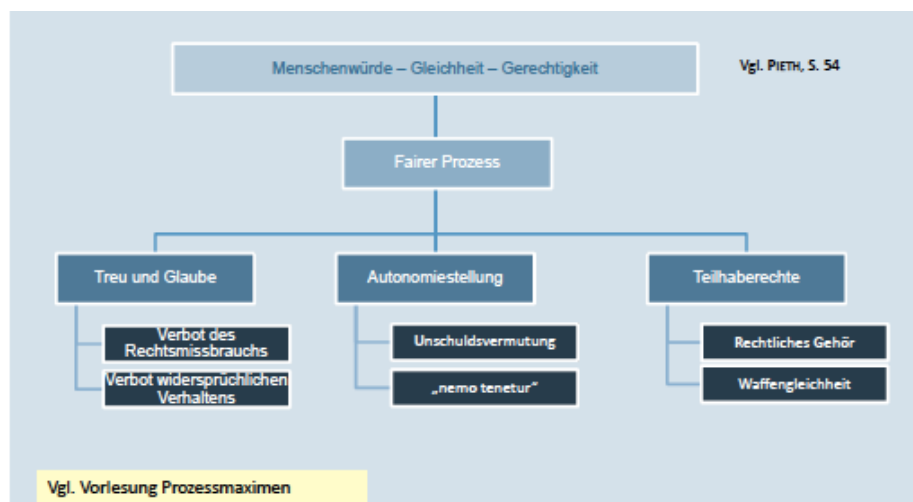 Menschenwürde – Gleichheit – Gerechtigkeit
Vgl. PIETH, S. 54
Fairer Prozess
Treu und Glaube
Autonomiestellung
Teilhaberechte
Verbot des
Rechtsmissbrauchs
Unschuldsvermutung
Rechtliches Gehör
Verbot widersprüchlichen
Verhaltens
„nemo tenetur“
Waffengleichheit
Vgl. Vorlesung Prozessmaximen